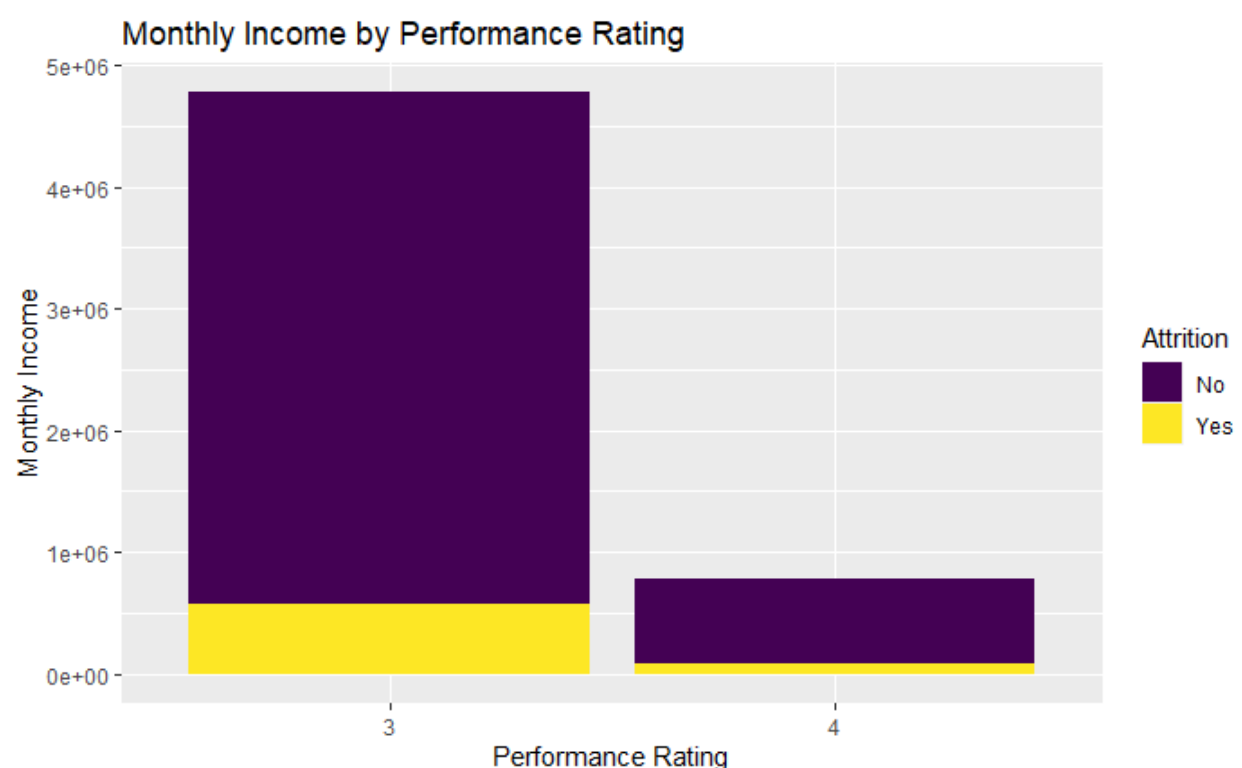 Monthly Income by Performance Rating
5e+06
4e+06
3e+06
2e+06
1e+06
0e+00
Monthly Income
3
4
Performance Rating
Attrition
No
Yes